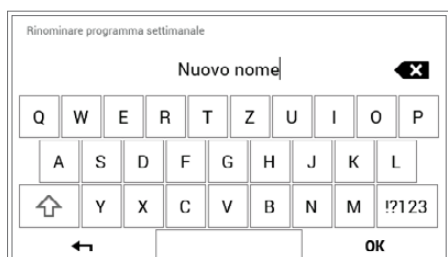 Rinominare programma settimanale
Nuovo nome
Q W E R T Z U I O P
A S D F G H J K L
Y X C V B N M !?123
OK